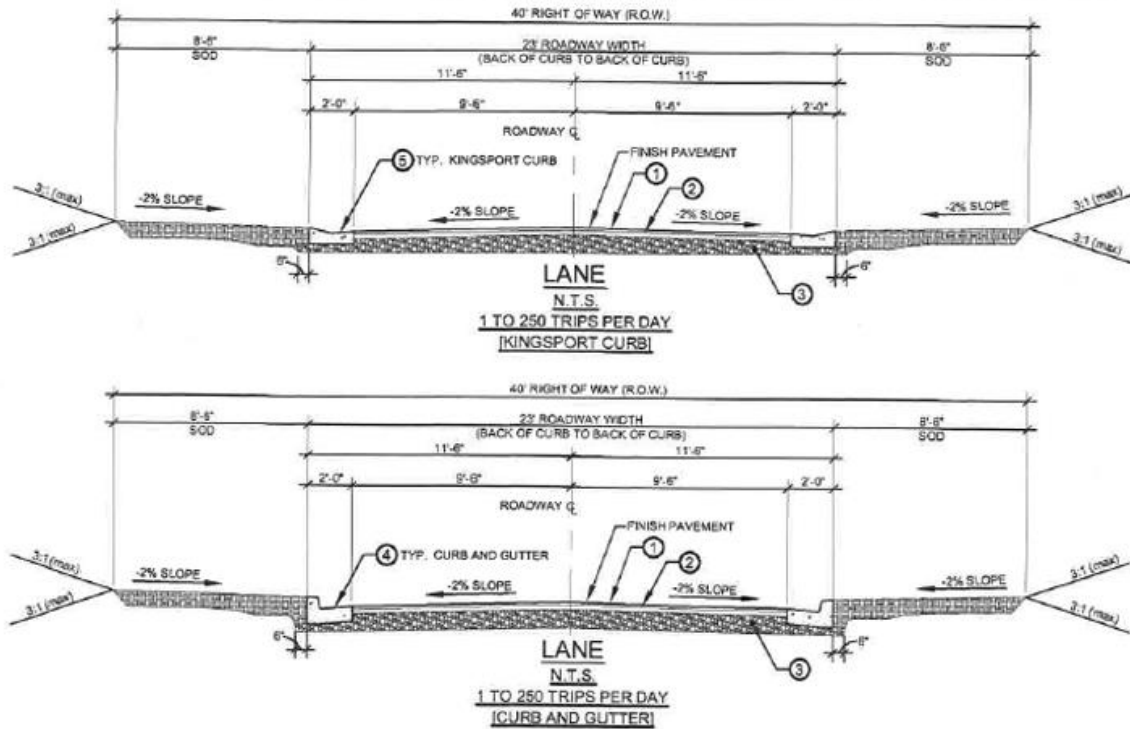 40' RIGHT OF WAY (R.O.W.)
8'-6"
SOD
23' ROADWAY WIDTH
(BACK OF CURB TO BACK OF CURB)
8'-6"
SOD
11'-6"
11'-6"
2'-0"
9'-6"
9'-6"
2'-0"
ROADWAY ℄
5 TYP. KINGSPORT CURB
FINISH PAVEMENT
1
2
3:1 (max)
3:1 (max)
-2% SLOPE
-2% SLOPE
-2% SLOPE
-2% SLOPE
3:1 (max)
3:1 (max)
6"
6"
3
LANE
N.T.S.
1 TO 250 TRIPS PER DAY
[KINGSPORT CURB]
40' RIGHT OF WAY (R.O.W.)
8'-6"
SOD
23' ROADWAY WIDTH
(BACK OF CURB TO BACK OF CURB)
8'-6"
SOD
11'-6"
11'-6"
2'-0"
9'-6"
9'-6"
2'-0"
ROADWAY ℄
4 TYP. CURB AND GUTTER
FINISH PAVEMENT
1
2
3:1 (max)
3:1 (max)
-2% SLOPE
-2% SLOPE
-2% SLOPE
-2% SLOPE
3:1 (max)
3:1 (max)
6"
6"
3
LANE
N.T.S.
1 TO 250 TRIPS PER DAY
[CURB AND GUTTER]